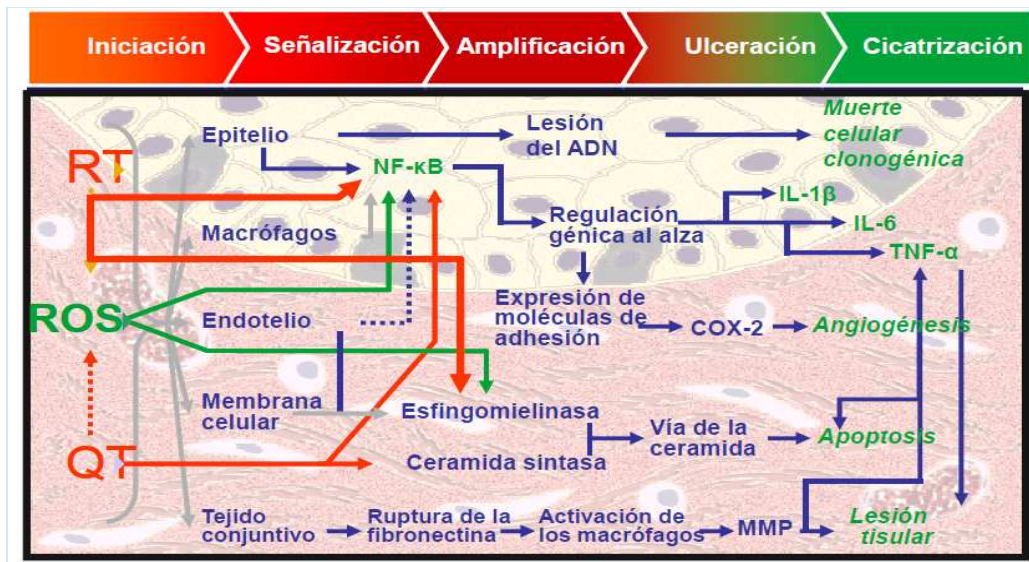 Iniciación
Señalización
Amplificación
Ulceración
Cicatrización
RT
Epitelio
Lesión
del ADN
Muerte
celular
clonogénica
NF-κB
IL-1β
Macrófagos
Regulación
génica al alza
IL-6
TNF-α
ROS
Endotelio
Expresión de
moléculas de
adhesión
COX-2
Angiogénesis
Membrana
celular
Esfingomielinasa
QT
Ceramida sintasa
Vía de la
ceramida
Apoptosis
Tejido
conjuntivo
Ruptura de la
fibronectina
Activación de
los macrófagos
MMP
Lesión
tisular